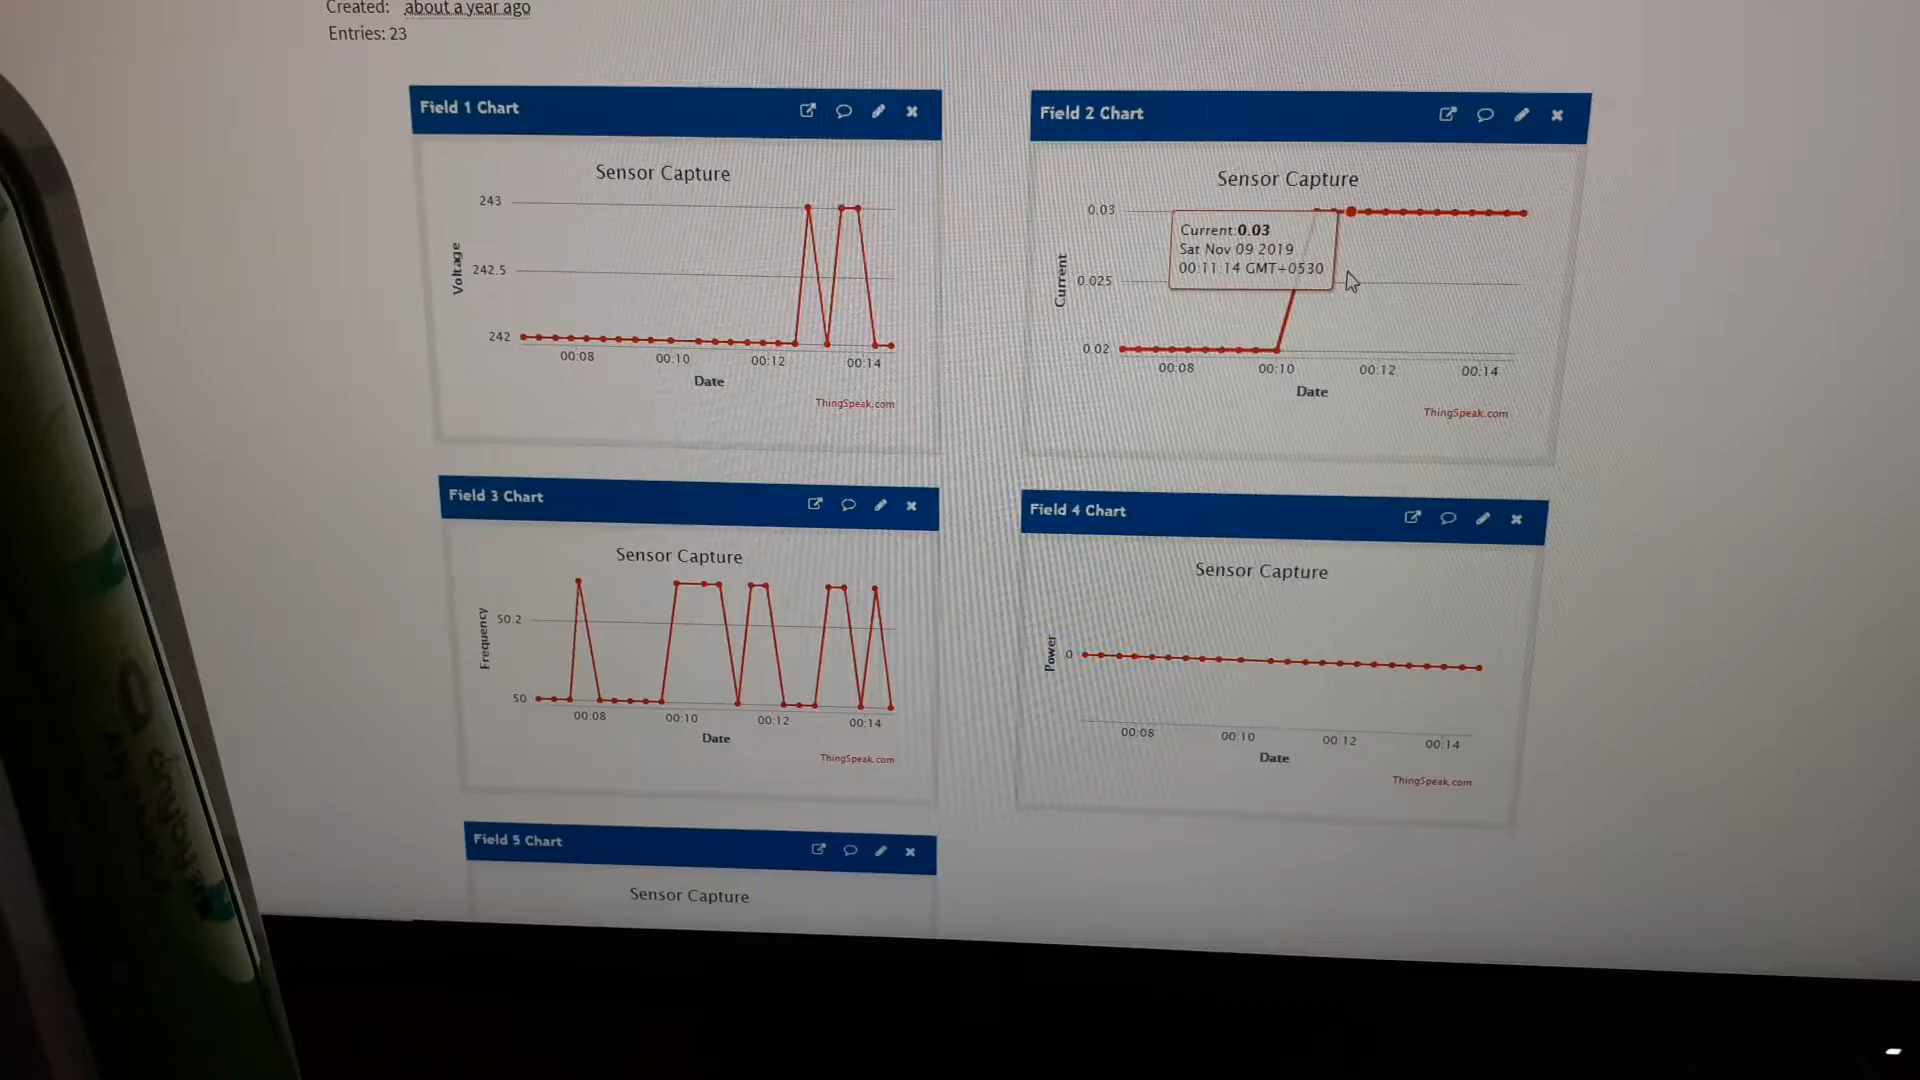 Created: about a year ago
Entries: 23
Field 1 Chart
Sensor Capture
243
242.5
242
Voltage
00:08
00:10
00:12
00:14
Date
ThingSpeak.com
Field 2 Chart
Sensor Capture
0.03
0.025
0.02
Current
Current:0.03
Sat Nov 09 2019
00:11:14 GMT+0530
00:08
00:10
00:12
00:14
Date
ThingSpeak.com
Field 3 Chart
Sensor Capture
50.2
50
Frequency
00:08
00:10
00:12
00:14
Date
ThingSpeak.com
Field 4 Chart
Sensor Capture
0
Power
00:08
00:10
00:12
00:14
Date
ThingSpeak.com
Field 5 Chart
Sensor Capture